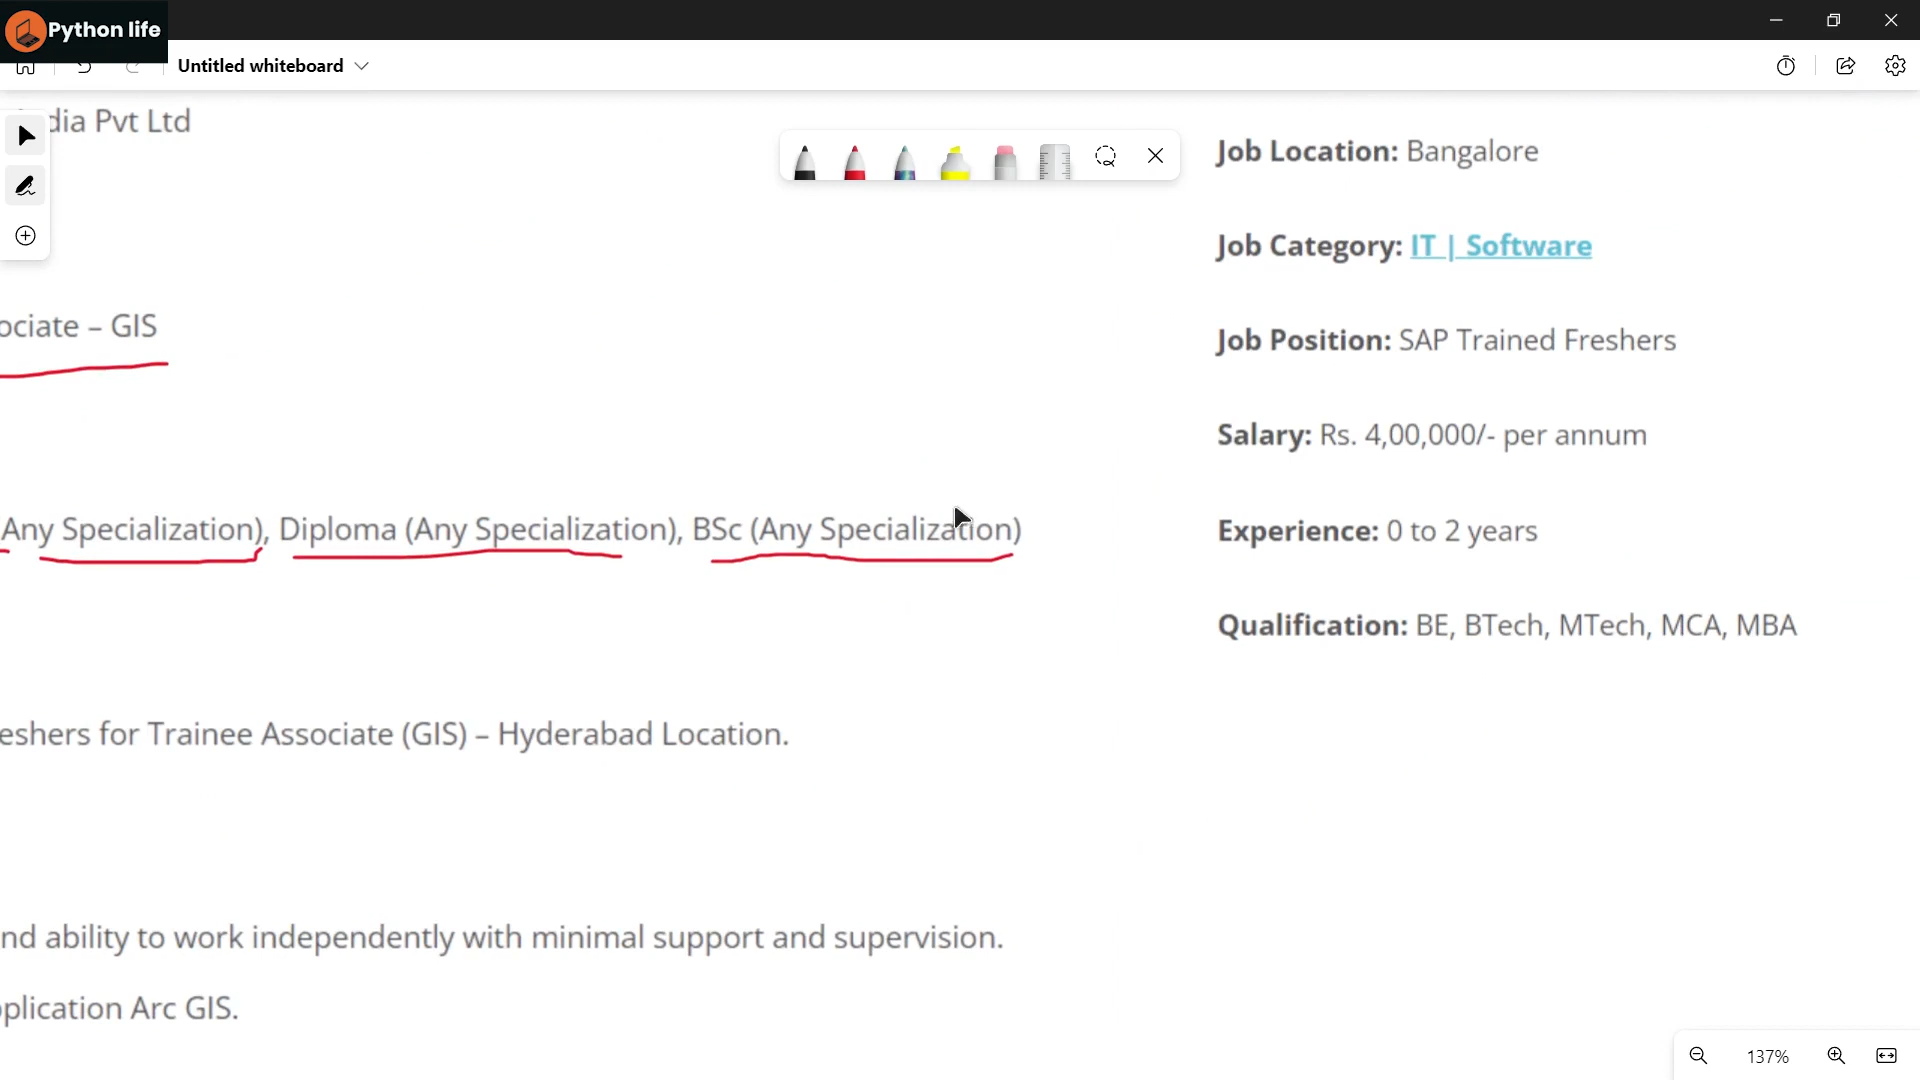 Python life
Untitled whiteboard
dia Pvt Ltd
ociate – GIS
Any Specialization), Diploma (Any Specialization), BSc (Any Specialization)
eshers for Trainee Associate (GIS) – Hyderabad Location.
nd ability to work independently with minimal support and supervision.
plication Arc GIS.
Job Location: Bangalore
Job Category: IT | Software
Job Position: SAP Trained Freshers
Salary: Rs. 4,00,000/- per annum
Experience: 0 to 2 years
Qualification: BE, BTech, MTech, MCA, MBA
137%